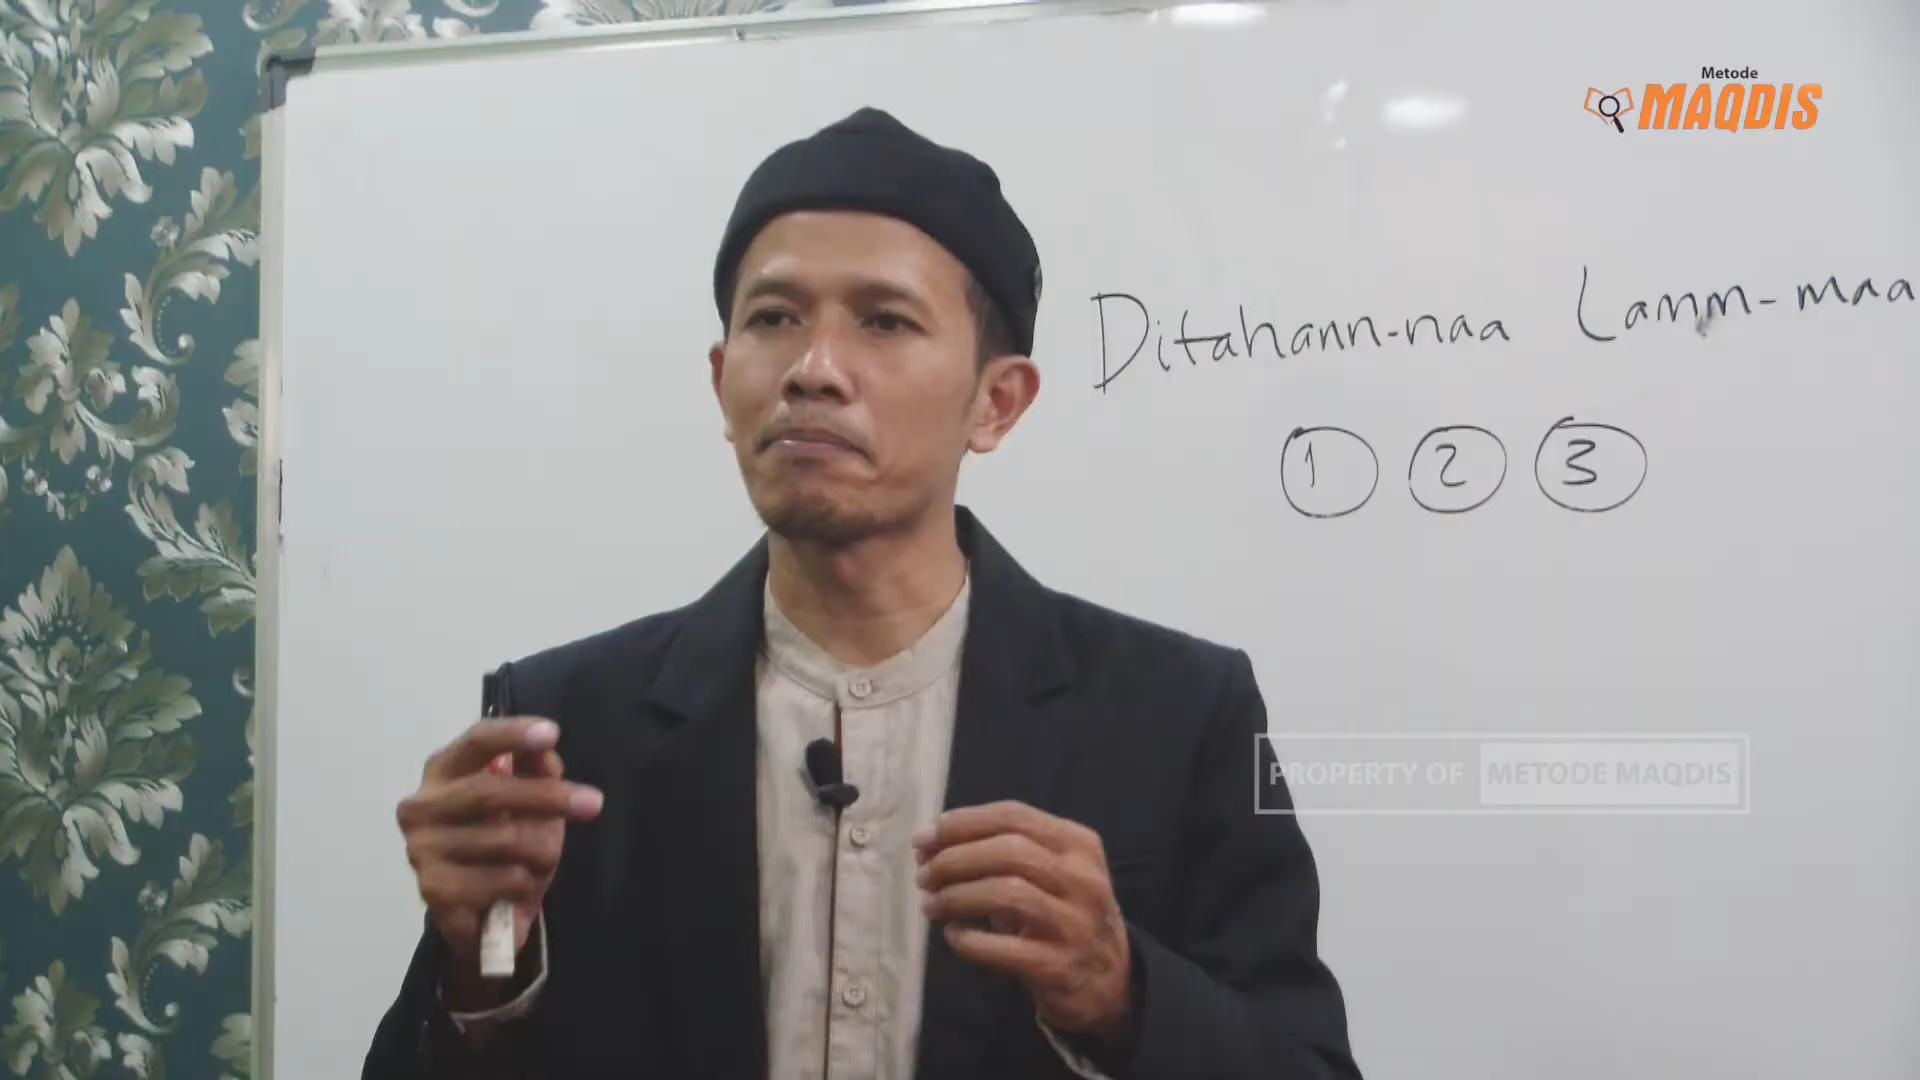 Metode
MAQDIS
Ditahann-naa Lamm-maa
1 2 3
PROPERTY OF METODE MAQDIS